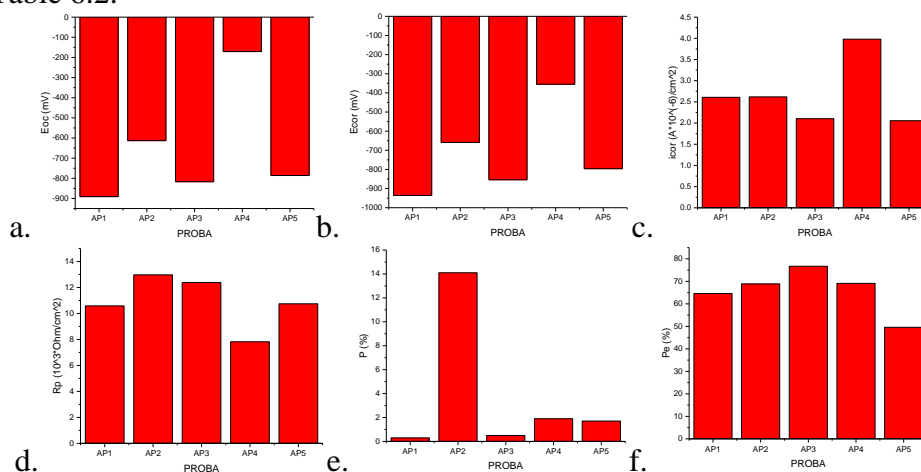 Table 6.2.
0
-100
-200
-300
-400
-500
-600
-700
-800
-900
Eoc (mV)
AP1 AP2 AP3 AP4 AP5
PROBA
a.
0
-100
-200
-300
-400
-500
-600
-700
-800
-900
-1000
Ecor (mV)
AP1 AP2 AP3 AP4 AP5
PROBA
b.
4.5
4.0
3.5
3.0
2.5
2.0
1.5
1.0
0.5
0.0
icor (A*10^(-6)/cm^2)
AP1 AP2 AP3 AP4 AP5
PROBA
c.
14
12
10
8
6
4
2
0
Rp (10^3*Ohm/cm^2)
AP1 AP2 AP3 AP4 AP5
PROBA
d.
16
14
12
10
8
6
4
2
0
P (%)
AP1 AP2 AP3 AP4 AP5
PROBA
e.
80
70
60
50
40
30
20
10
0
Pe (%)
AP1 AP2 AP3 AP4 AP5
PROBA
f.